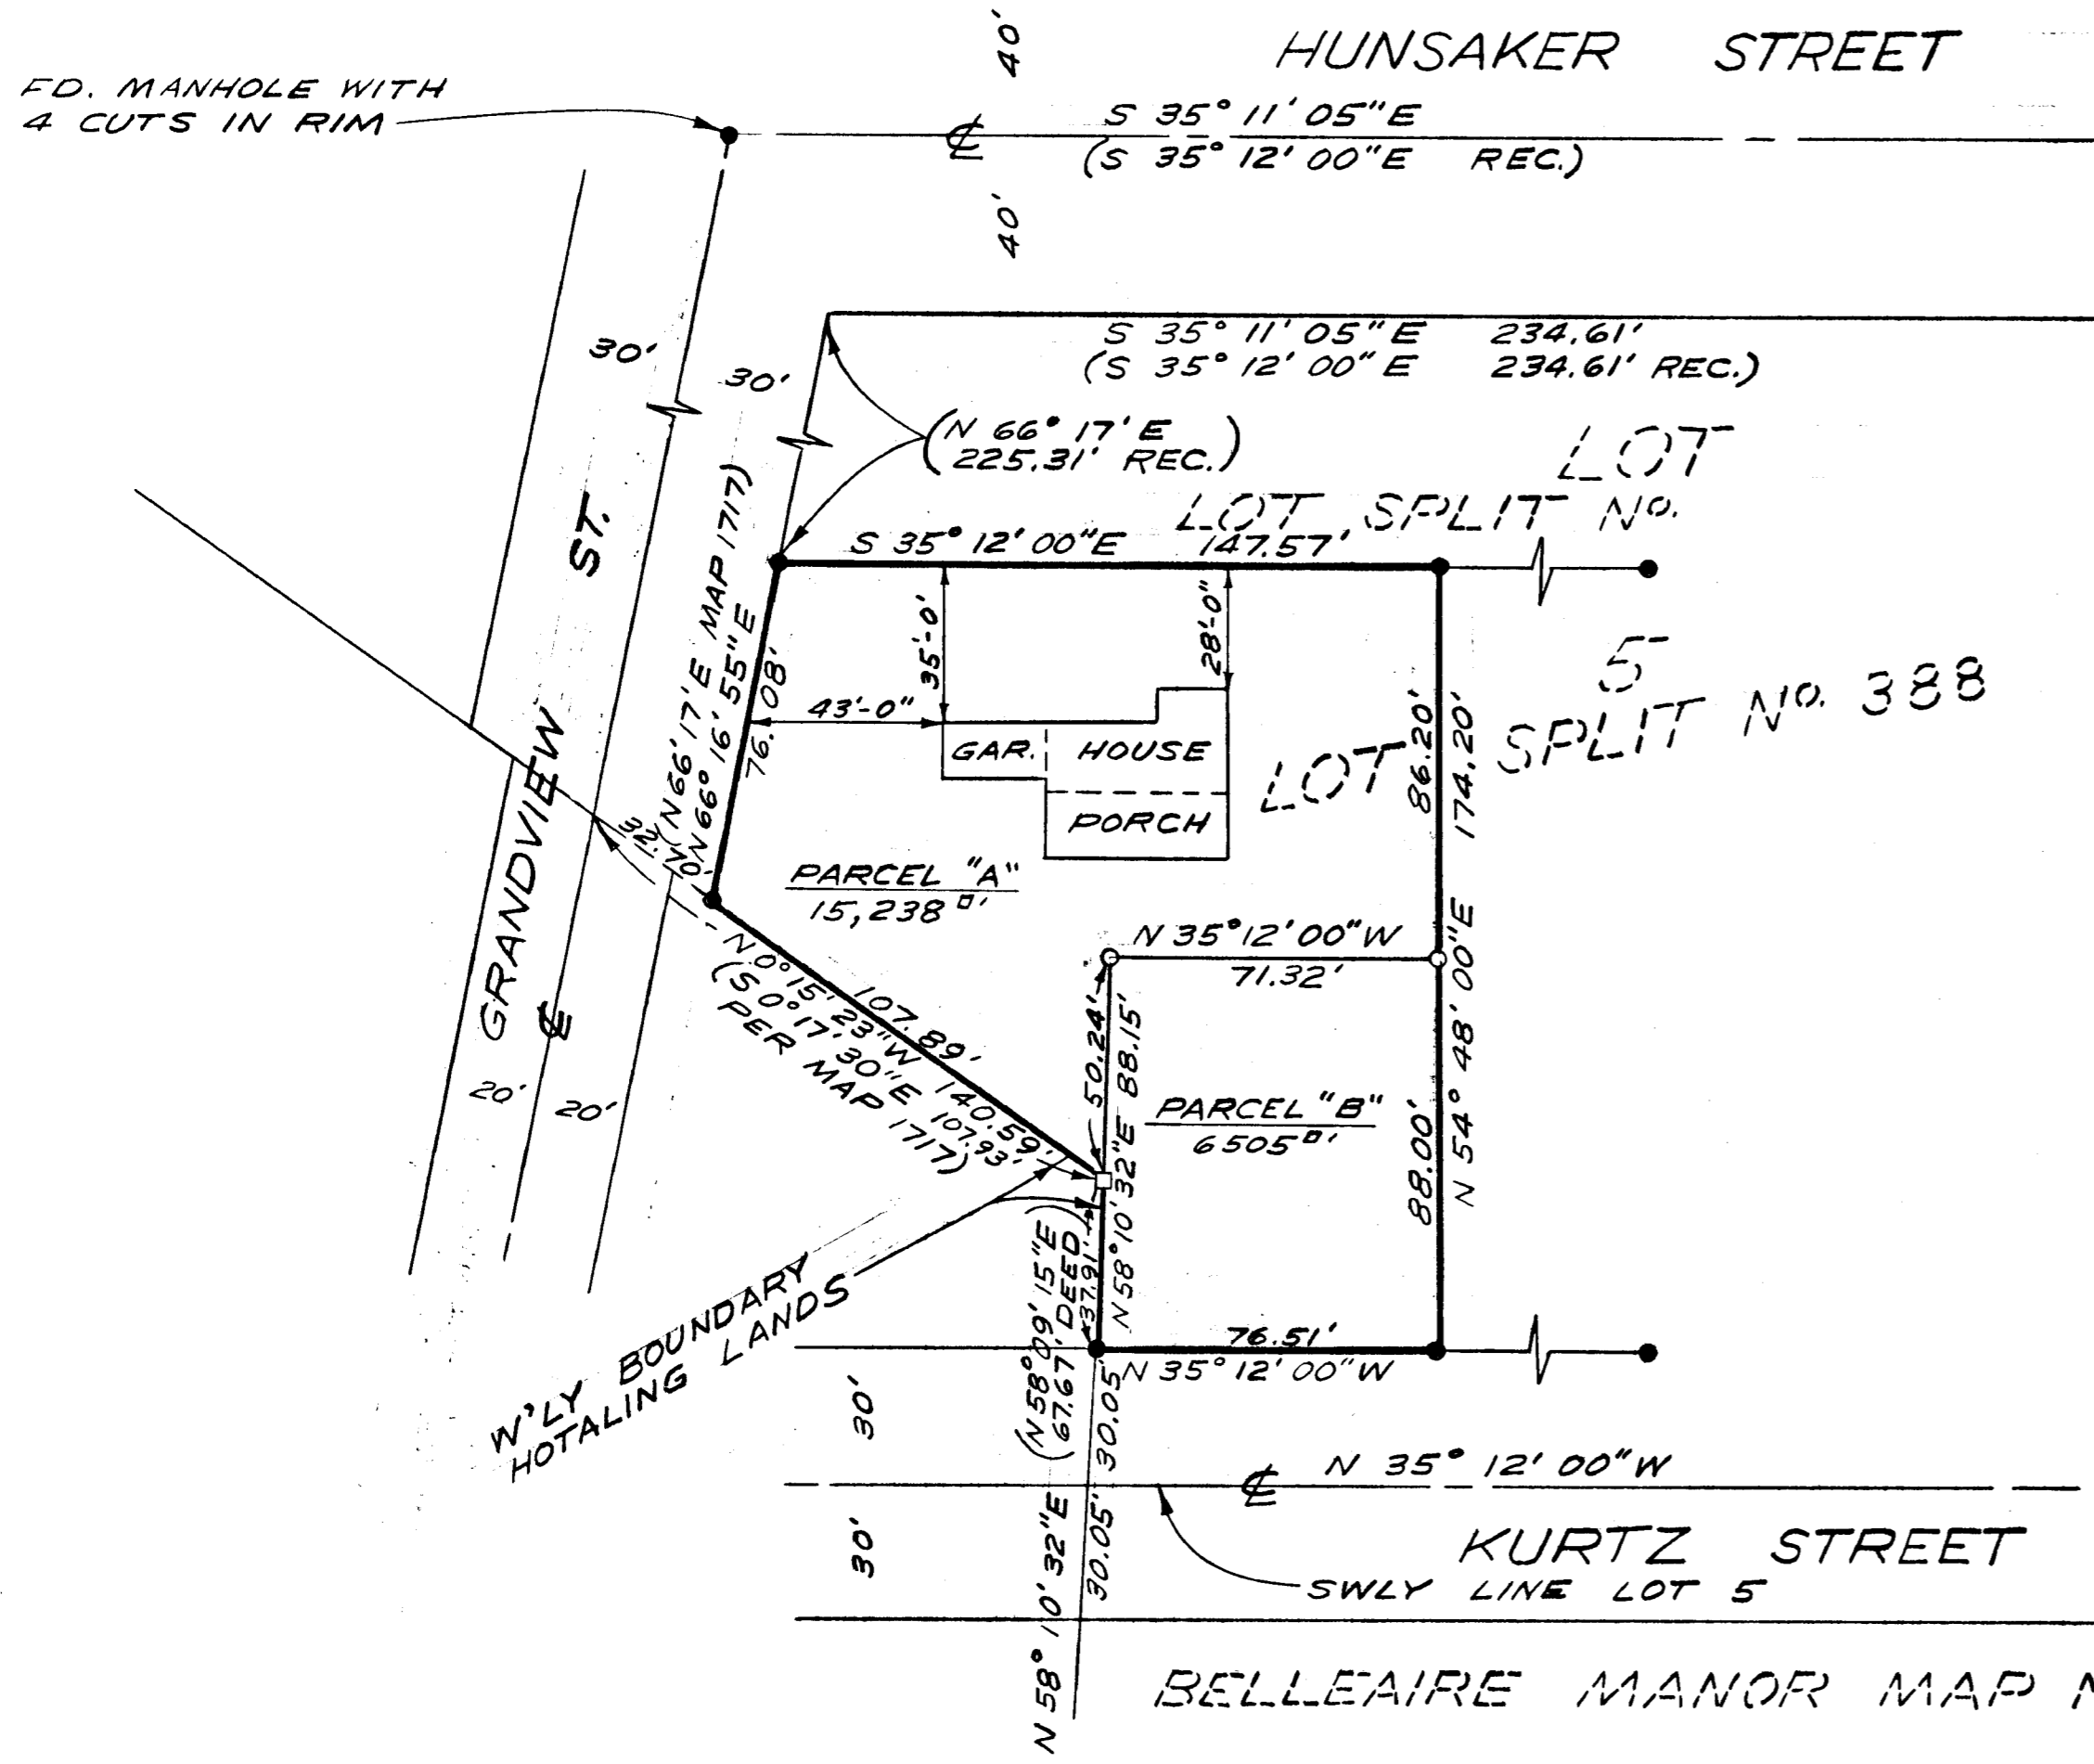 HUNSAKER STREET
40'
FD. MANHOLE WITH
4 CUTS IN RIM
℄
S 35° 11' 05" E
(S 35° 12' 00" E REC.)
40'
S 35° 11' 05" E 234.61'
(S 35° 12' 00" E 234.61' REC.)
30'
30'
(N 66° 17' E
225.31' REC.)
LOT
LOT SPLIT No.
S 35° 12' 00" E 147.57'
5
LOT SPLIT No. 388
GRANDVIEW ST.
℄
(N 66° 17' E MAP 1717)
N 66° 16' 55" E
76.08'
35'-0'
28'-0"
43'-0"
GAR.
HOUSE
PORCH
86.20'
174.20'
N 54° 48' 00" E
32.70'
PARCEL "A"
15,238 □'
N 35° 12' 00" W
71.32'
107.89'
N 0° 15' 23" W 140.59'
(S 0° 17' 30" E 107.93'
PER MAP 1717)
50.24'
N 58° 10' 32" E 88.15'
PARCEL "B"
6505 □'
88.00'
20'
20'
37.91'
(N 58° 09' 15" E
67.67' DEED)
W'LY BOUNDARY
HOTALING LANDS
76.51'
N 35° 12' 00" W
30'
30.05'
℄
N 35° 12' 00" W
30'
30.05'
N 58° 10' 32" E
KURTZ STREET
SWLY LINE LOT 5
BELLEAIRE MANOR MAP